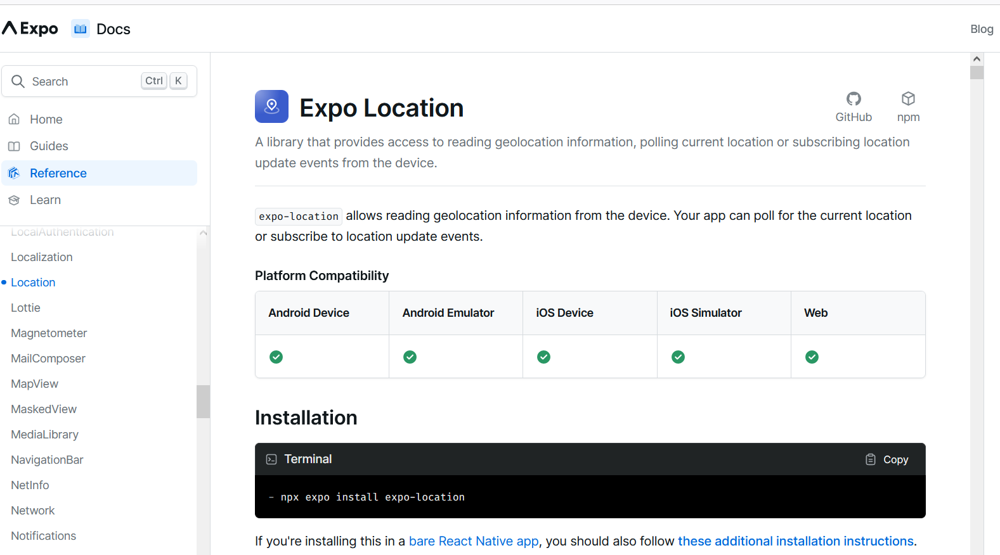 Expo Docs
Blog
Search Ctrl K
Home
Guides
Reference
Learn
LocalAuthentication
Localization
Location
Lottie
Magnetometer
MailComposer
MapView
MaskedView
MediaLibrary
NavigationBar
NetInfo
Network
Notifications
Expo Location
GitHub npm
A library that provides access to reading geolocation information, polling current location or subscribing location
update events from the device.
expo-location allows reading geolocation information from the device. Your app can poll for the current location
or subscribe to location update events.
Platform Compatibility
Android Device Android Emulator iOS Device iOS Simulator Web
Installation
Terminal Copy
- npx expo install expo-location
If you're installing this in a bare React Native app, you should also follow these additional installation instructions.